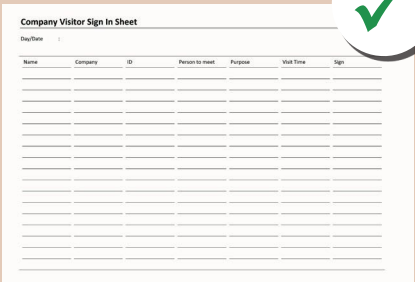 Company Visitor Sign In Sheet
Day/Date :
Name Company ID Person to meet Purpose Visit Time Sign